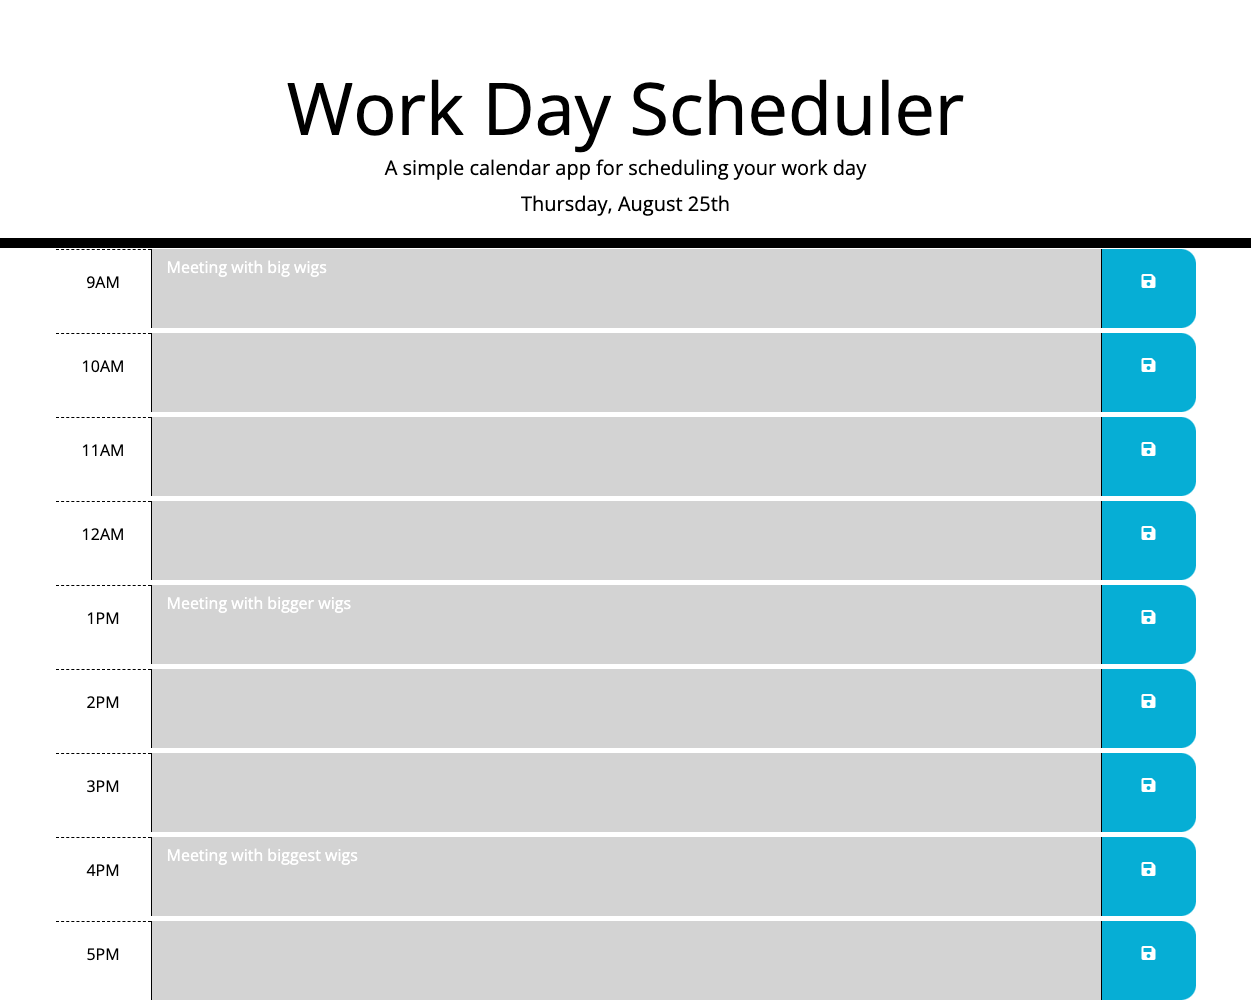 Work Day Scheduler
A simple calendar app for scheduling your work day
Thursday, August 25th
9AM
Meeting with big wigs
10AM
11AM
12AM
1PM
Meeting with bigger wigs
2PM
3PM
4PM
Meeting with biggest wigs
5PM